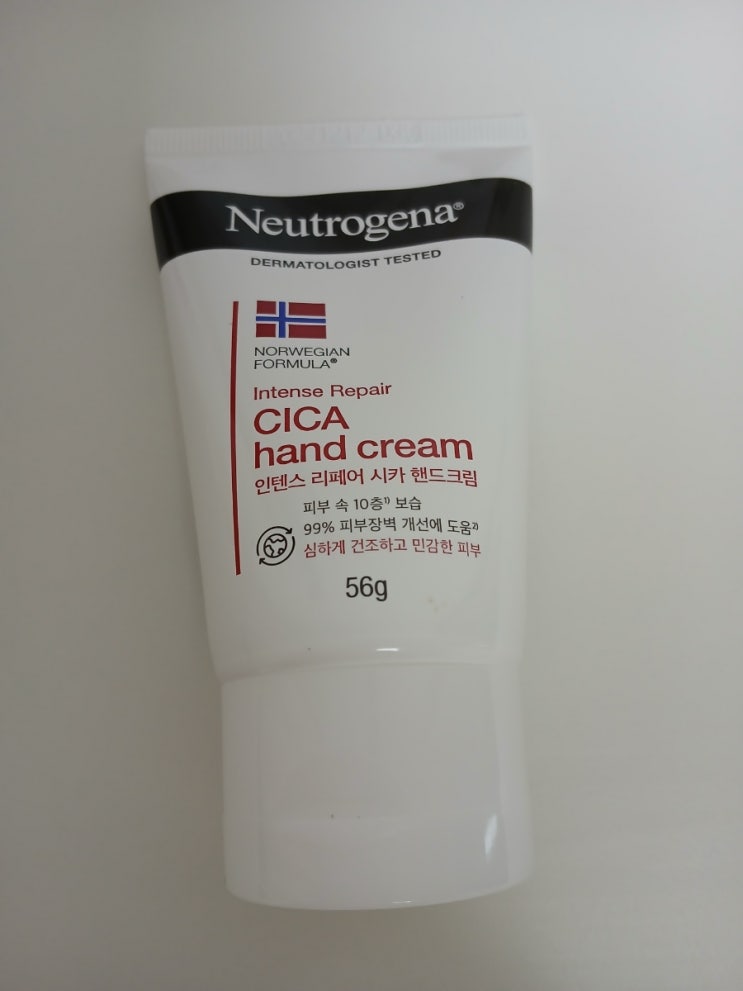 Neutrogena®
DERMATOLOGIST TESTED
NORWEGIAN
FORMULA®
Intense Repair
CICA
hand cream
인텐스 리페어 시카 핸드크림
피부 속 10층¹⁾ 보습
99% 피부장벽 개선에 도움²⁾
심하게 건조하고 민감한 피부
56g